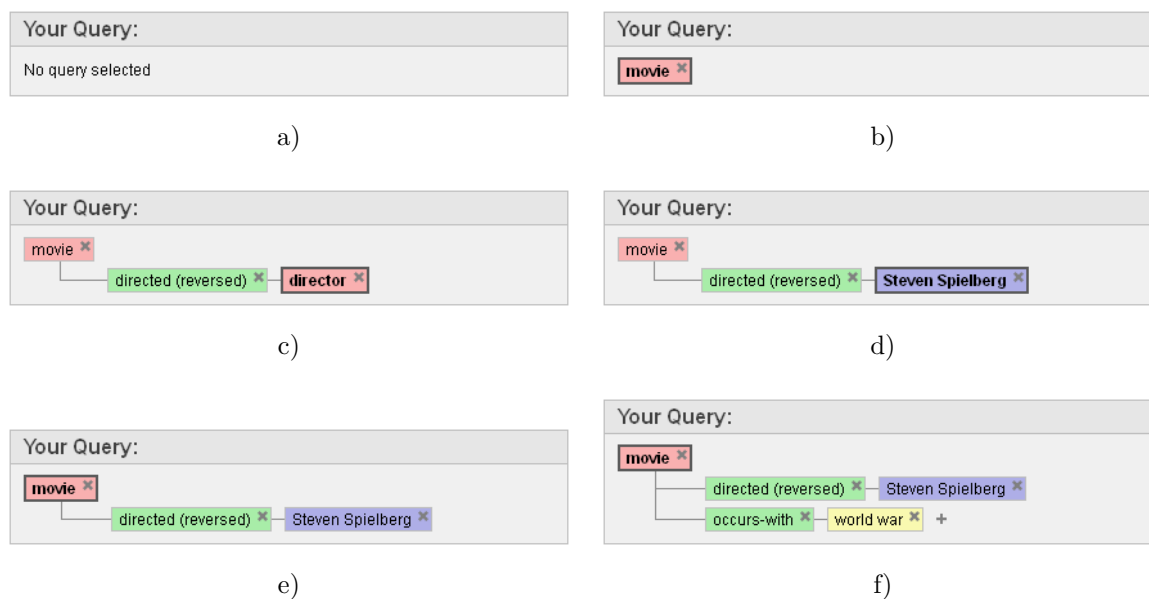 Your Query:
No query selected
a)
Your Query:
movie ×
b)
Your Query:
movie ×
directed (reversed) × director ×
c)
Your Query:
movie ×
directed (reversed) × Steven Spielberg ×
d)
Your Query:
movie ×
directed (reversed) × Steven Spielberg ×
e)
Your Query:
movie ×
directed (reversed) × Steven Spielberg ×
occurs-with × world war × +
f)